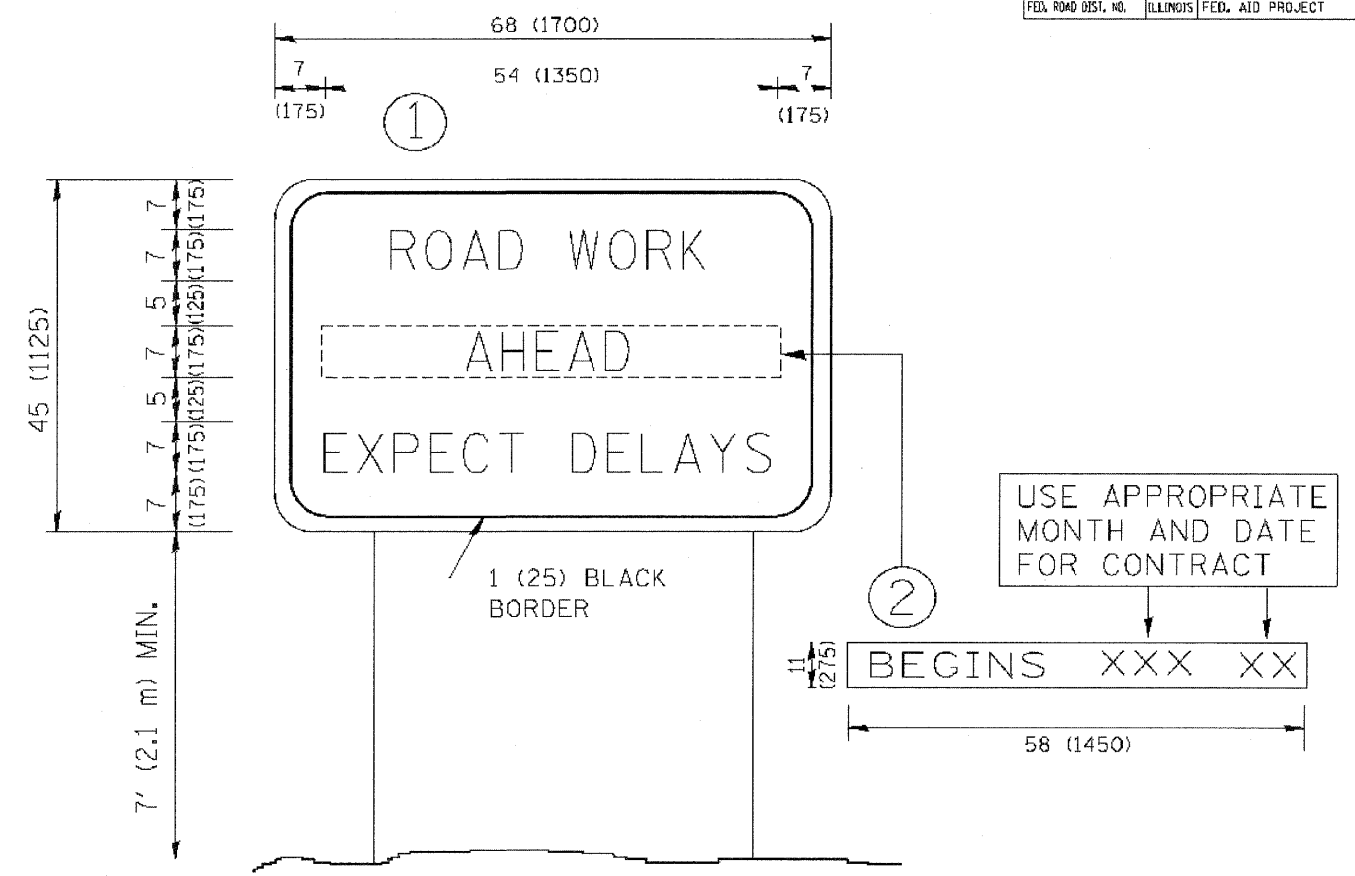 FED. ROAD DIST. NO. ILLINOIS FED. AID PROJECT
68 (1700)
7 54 (1350) 7
(175) (175)
1
7 (175)
7 (175)
5 (125)
7 (175)
5 (125)
7 (175)
7 (175)
45 (1125)
ROAD WORK
AHEAD
EXPECT DELAYS
1 (25) BLACK
BORDER
7' (2.1 m) MIN.
USE APPROPRIATE
MONTH AND DATE
FOR CONTRACT
2
11
(275)
BEGINS XXX XX
58 (1450)